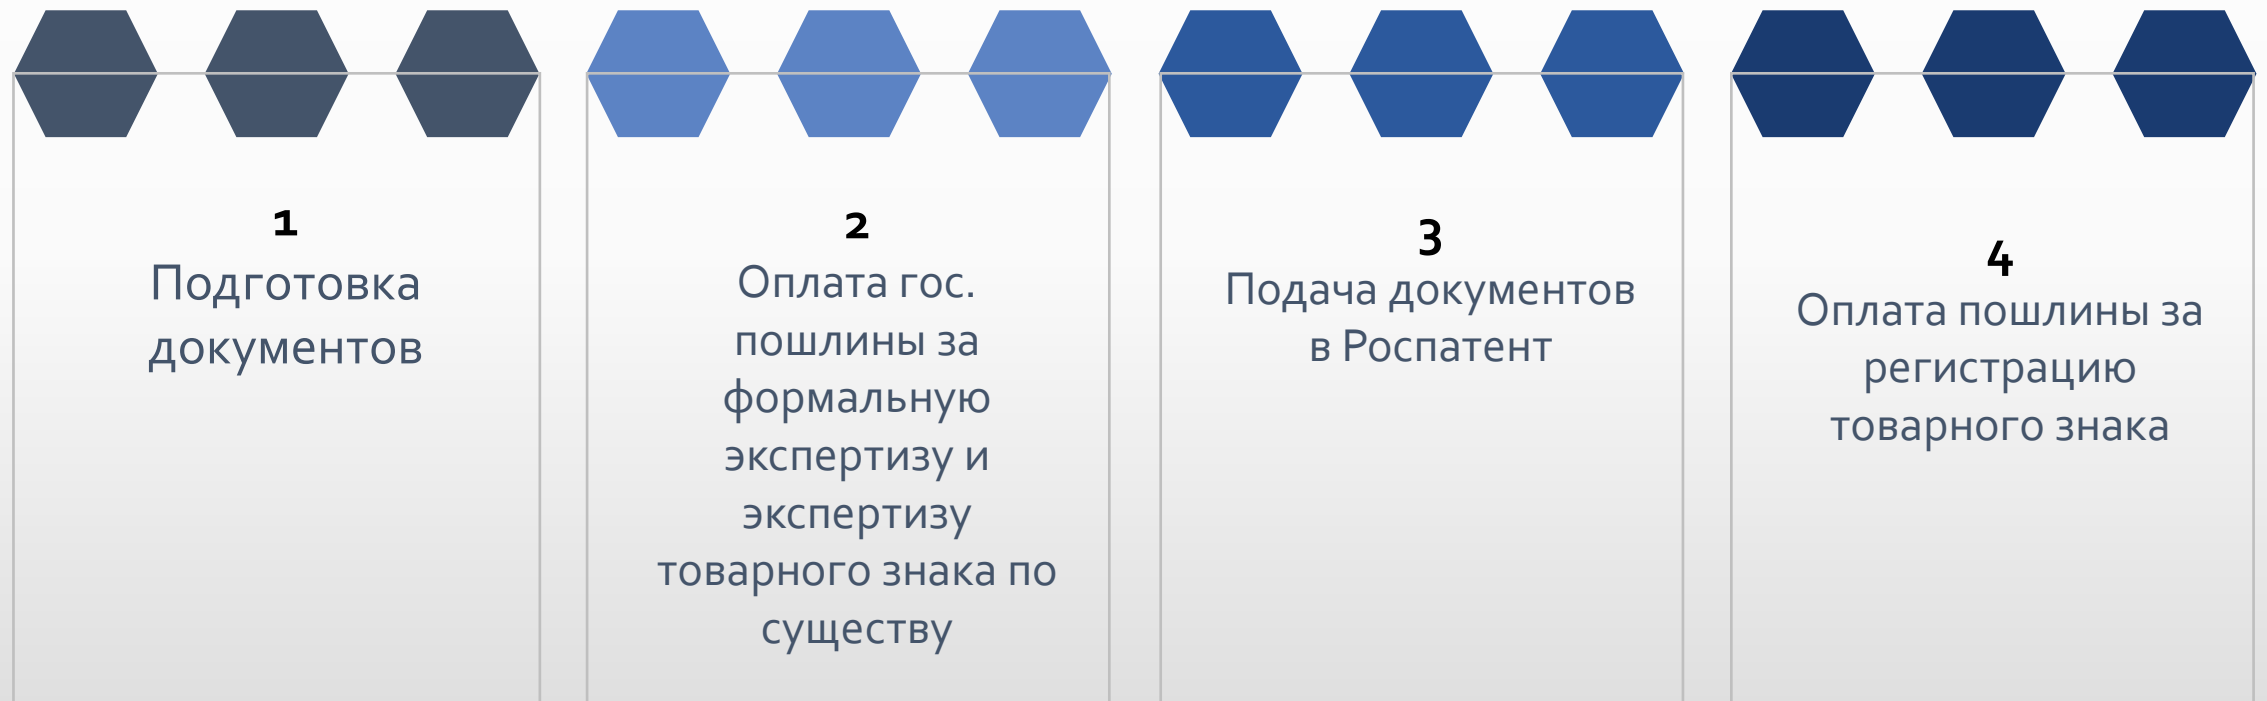 1
Подготовка
документов
2
Оплата гос.
пошлины за
формальную
экспертизу и
экспертизу
товарного знака по
существу
3
Подача документов
в Роспатент
4
Оплата пошлины за
регистрацию
товарного знака